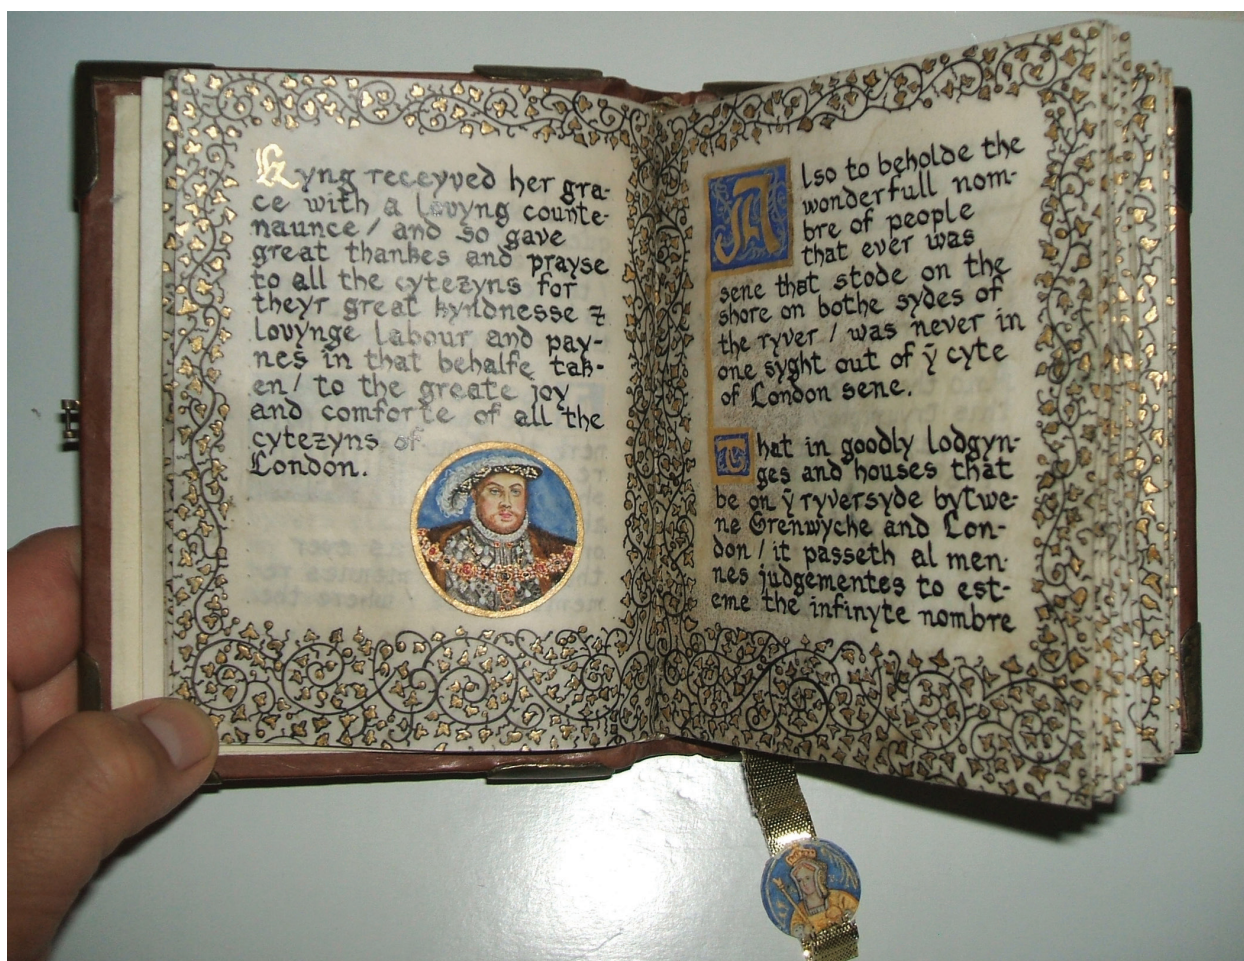 Kyng receyved her gra-
ce with a lovyng counte-
naunce / and so gave
great thankes and prayse
to all the cytezyns for
theyr great kyndnesse ⁊
lovynge labour and pay-
nes in that behalfe tak-
en / to the greate joy
and comforte of all the
cytezyns of
London.
Also to beholde the
wonderfull nom-
bre of people
that ever was
sene that stode on the
shore on bothe sydes of
the ryver / was never in
one syght out of ȳ cyte
of London sene.
That in goodly lodgyn-
ges and houses that
be on ȳ ryversyde bytwe-
ne Grenwyche and Lon-
don / it passeth al men-
nes judgementes to est-
eme the infinyte nombre